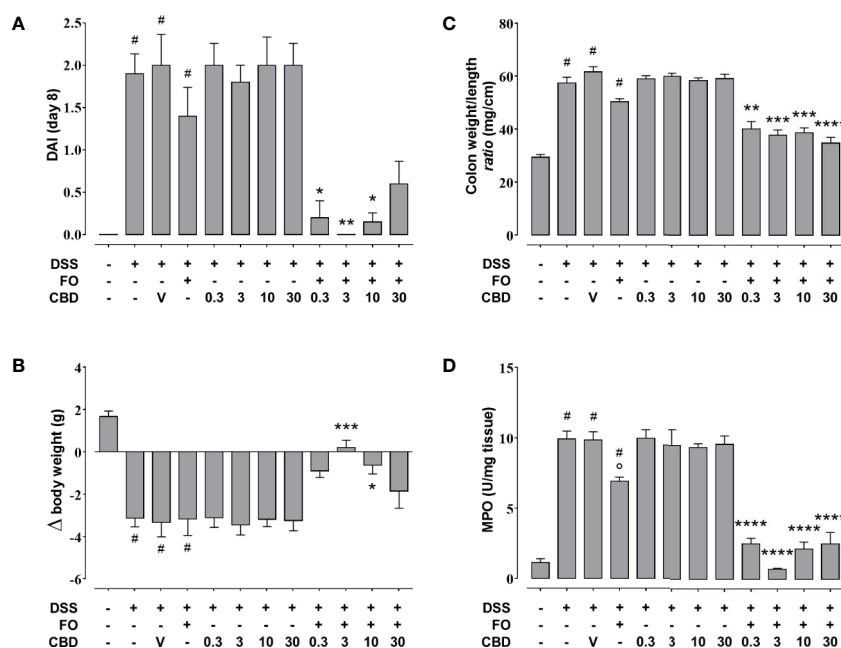 A
DAI (day 8)
2.5
2.0
1.5
1.0
0.5
0.0
# # # * ** *
DSS - + + + + + + + + + + +
FO - - - + - - - - + + + +
CBD - - V - 0.3 3 10 30 0.3 3 10 30
C
Colon weight/length
ratio (mg/cm)
80
60
40
20
0
# # # ** *** *** ****
DSS - + + + + + + + + + + +
FO - - - + - - - - + + + +
CBD - - V - 0.3 3 10 30 0.3 3 10 30
B
Δ body weight (g)
4
2
0
-2
-4
-6
***
*
# # #
DSS - + + + + + + + + + + +
FO - - - + - - - - + + + +
CBD - - V - 0.3 3 10 30 0.3 3 10 30
D
MPO (U/mg tissue)
15
10
5
0
# # #
°
**** **** **** ****
DSS - + + + + + + + + + + +
FO - - - + - - - - + + + +
CBD - - V - 0.3 3 10 30 0.3 3 10 30